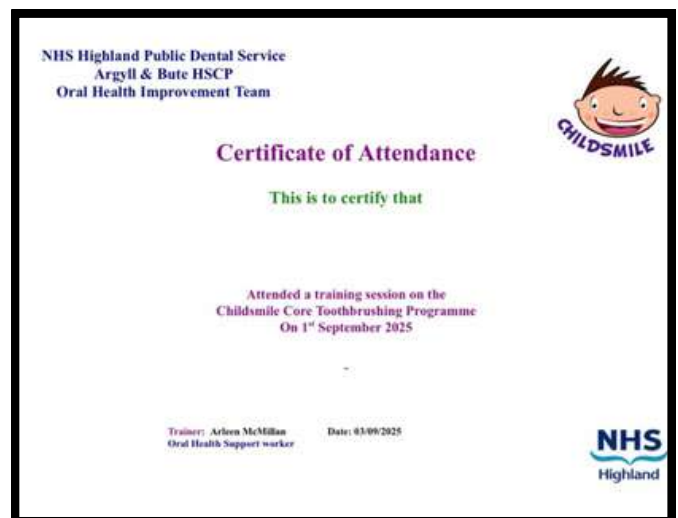 NHS Highland Public Dental Service
Argyll & Bute HSCP
Oral Health Improvement Team
CHILDSMILE
Certificate of Attendance
This is to certify that
Attended a training session on the
Childsmile Core Toothbrushing Programme
On 1st September 2025
-
Trainer: Arleen McMillan Date: 03/09/2025
Oral Health Support worker
NHS
Highland